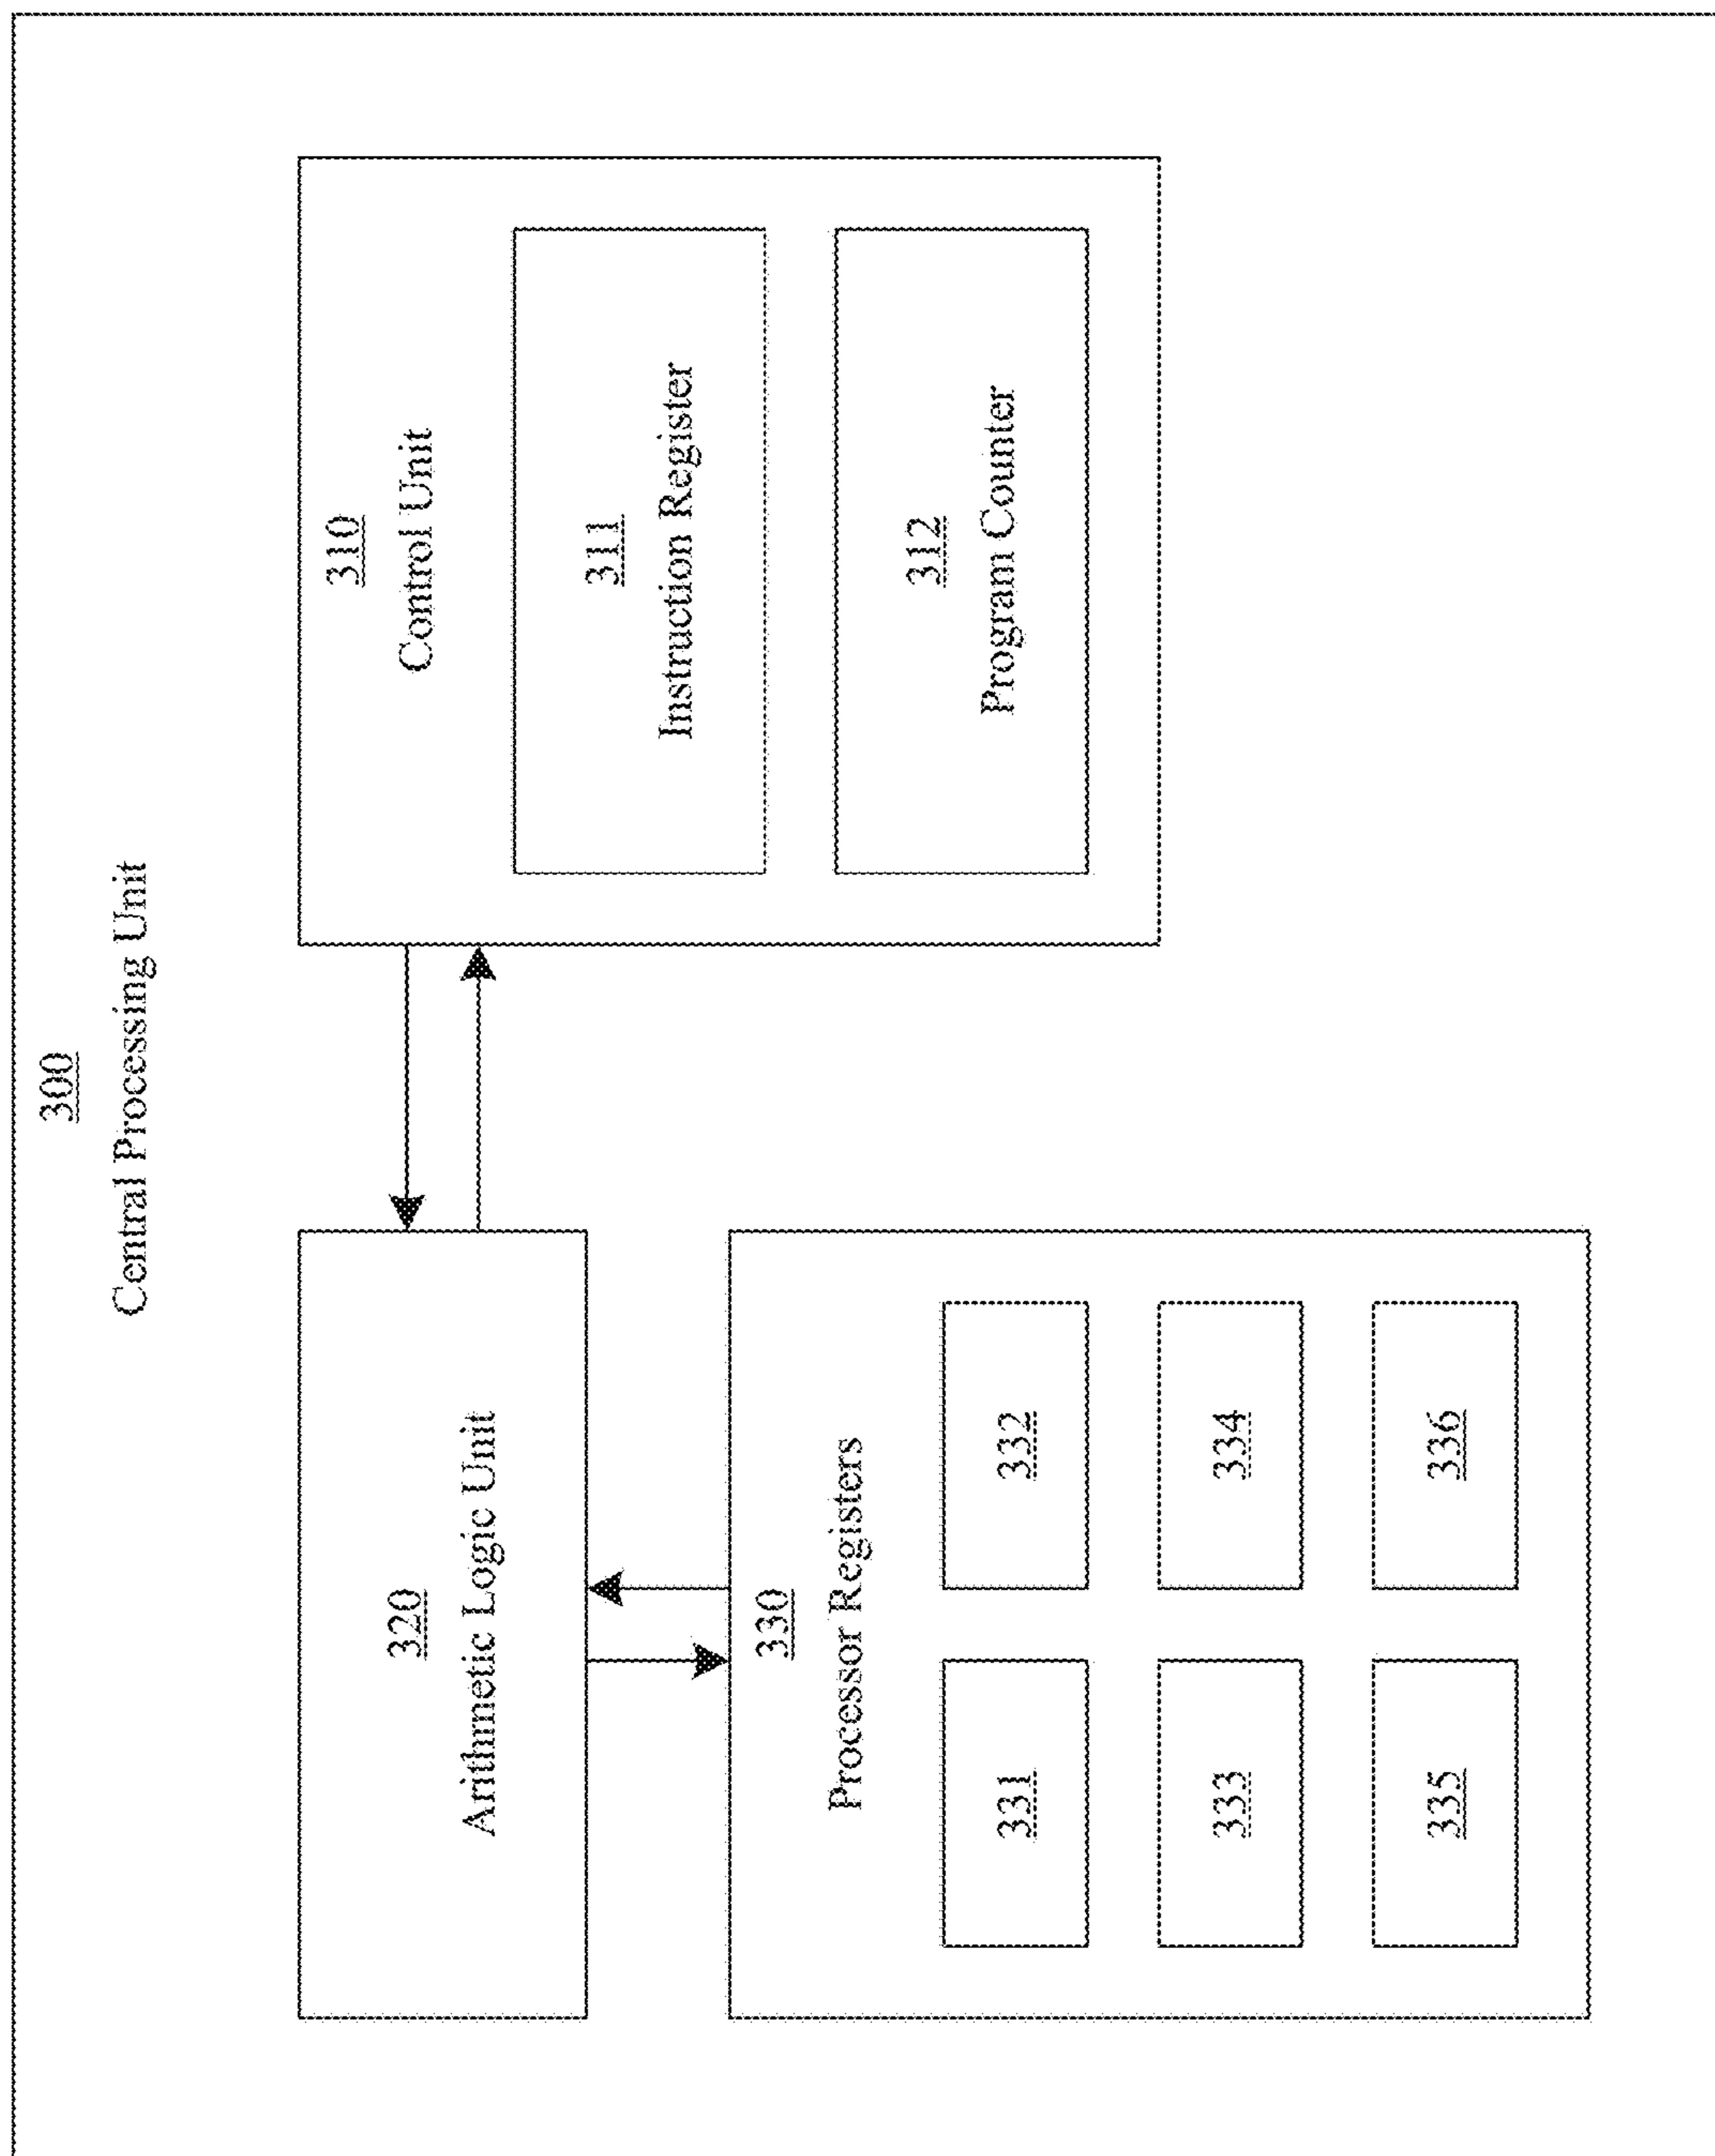 300
Central Processing Unit
320
Arithmetic Logic Unit
310
Control Unit
311
Instruction Register
312
Program Counter
330
Processor Registers
331
332
333
334
335
336